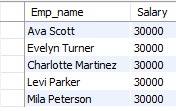 Emp_name Salary
Ava Scott 30000
Evelyn Turner 30000
Charlotte Martinez 30000
Levi Parker 30000
Mila Peterson 30000